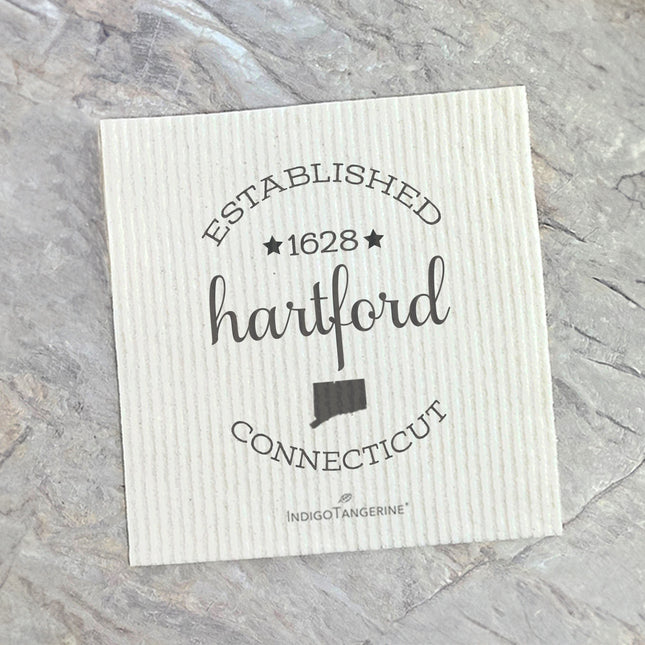 ESTABLISHED
★1628★
hartford
CONNECTICUT
INDIGOTANGERINE®